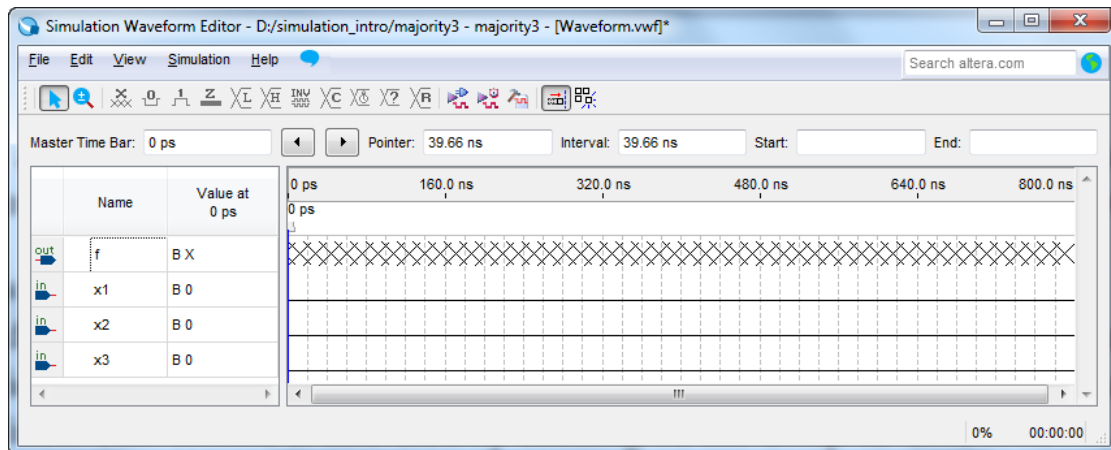 Simulation Waveform Editor - D:/simulation_intro/majority3 - majority3 - [Waveform.vwf]*
File Edit View Simulation Help Search altera.com
Master Time Bar: 0 ps Pointer: 39.66 ns Interval: 39.66 ns Start: End:
Name Value at 0 ps 0 ps 160.0 ns 320.0 ns 480.0 ns 640.0 ns 800.0 ns
0 ps
out f B X
in x1 B 0
in x2 B 0
in x3 B 0
0% 00:00:00